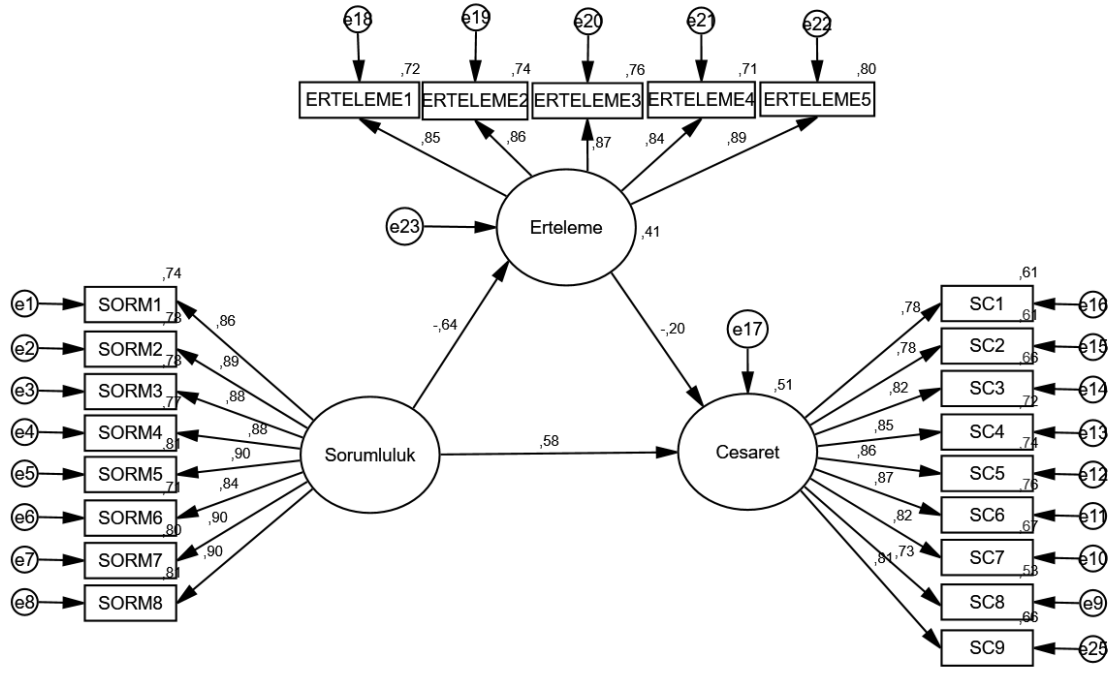 e18 e19 e20 e21 e22
,72 ,74 ,76 ,71 ,80
ERTELEME1 ERTELEME2 ERTELEME3 ERTELEME4 ERTELEME5
,85 ,86 ,87 ,84 ,89
e23
Erteleme
,41
,74
e1 SORM1
,86
,78
e2 SORM2
,89
,78
e3 SORM3
,88
,77
e4 SORM4
,88
,81
e5 SORM5
,90
,71
e6 SORM6
,84
,80
e7 SORM7
,90
,81
e8 SORM8
,90
Sorumluluk
-,64
-,20
,58
e17
,51
Cesaret
,61
,78
SC1 e16
,61
,78
SC2 e15
,66
,82
SC3 e14
,72
,85
SC4 e13
,74
,86
SC5 e12
,76
,87
SC6 e11
,67
,82
SC7 e10
,53
,73
SC8 e9
,66
,81
SC9 e25